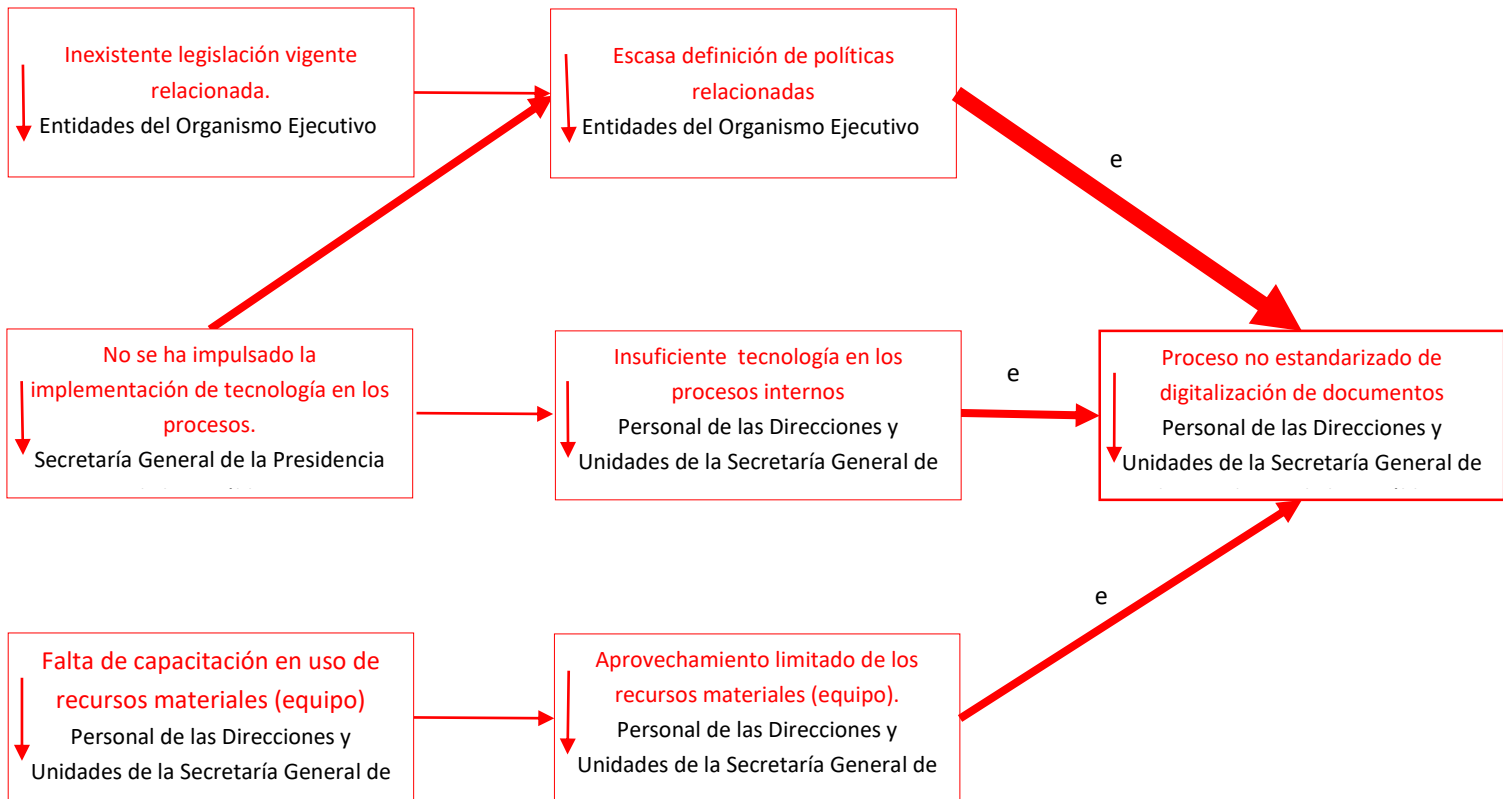 Inexistente legislación vigente
relacionada.
Entidades del Organismo Ejecutivo
Escasa definición de políticas
relacionadas
Entidades del Organismo Ejecutivo
e
No se ha impulsado la
implementación de tecnología en los
procesos.
Secretaría General de la Presidencia
Insuficiente  tecnología en los
procesos internos
Personal de las Direcciones y
Unidades de la Secretaría General de
e
Proceso no estandarizado de
digitalización de documentos
Personal de las Direcciones y
Unidades de la Secretaría General de
e
Falta de capacitación en uso de
recursos materiales (equipo)
Personal de las Direcciones y
Unidades de la Secretaría General de
Aprovechamiento limitado de los
recursos materiales (equipo).
Personal de las Direcciones y
Unidades de la Secretaría General de